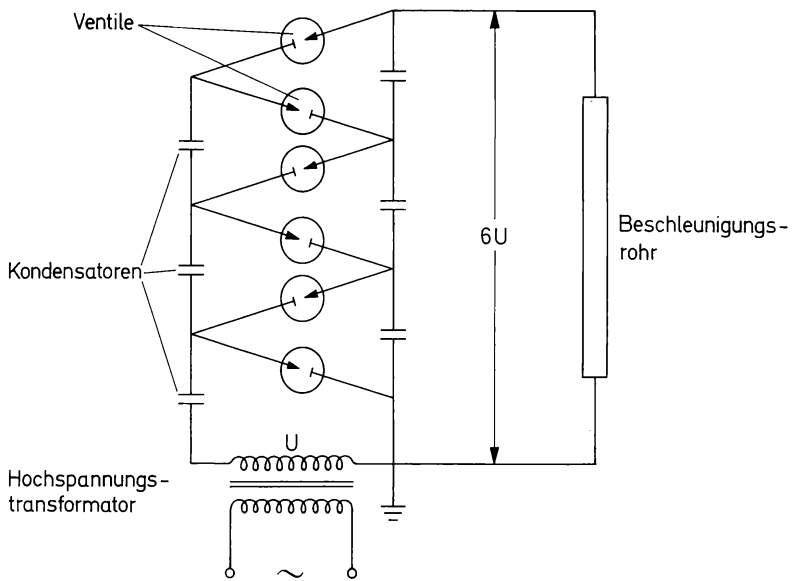 Ventile
6U
Beschleunigungs-
rohr
Kondensatoren
U
Hochspannungs-
transformator
~